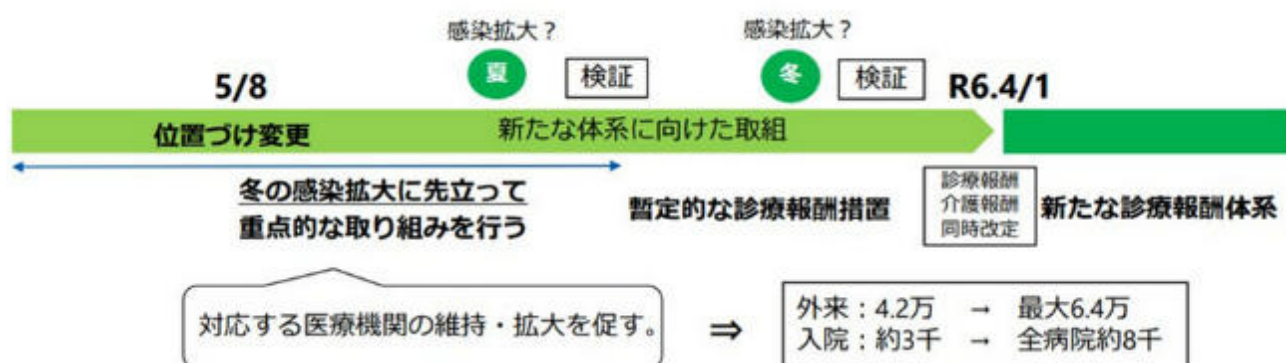 感染拡大？
感染拡大？
5/8
夏
検証
冬
検証
R6.4/1
位置づけ変更
新たな体系に向けた取組
冬の感染拡大に先立って
重点的な取り組みを行う
暫定的な診療報酬措置
診療報酬
介護報酬
同時改定
新たな診療報酬体系
対応する医療機関の維持・拡大を促す。
⇒
外来：4.2万　→　最大6.4万
入院：約3千　→　全病院約8千